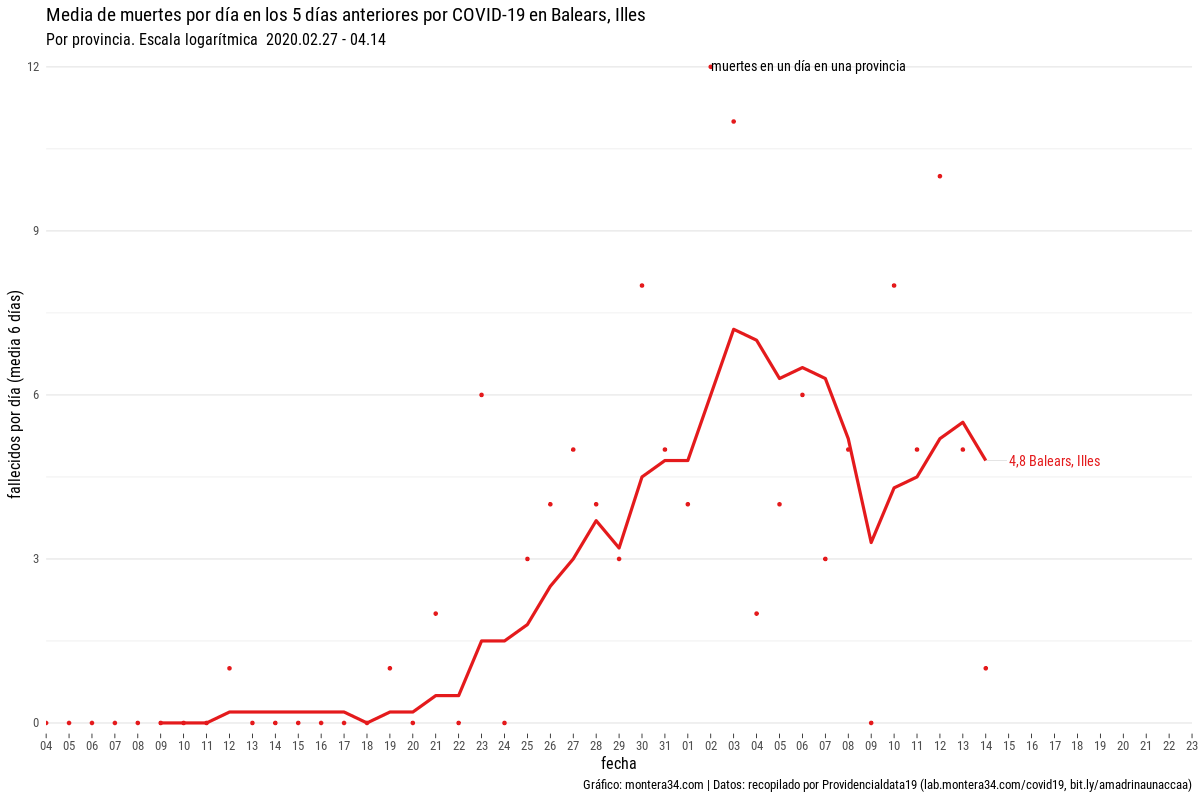 Media de muertes por día en los 5 días anteriores por COVID-19 en Balears, Illes
Por provincia. Escala logarítmica 2020.02.27 - 04.14
fallecidos por día (media 6 días)
12
9
6
3
0
muertes en un día en una provincia
4,8 Balears, Illes
04 05 06 07 08 09 10 11 12 13 14 15 16 17 18 19 20 21 22 23 24 25 26 27 28 29 30 31 01 02 03 04 05 06 07 08 09 10 11 12 13 14 15 16 17 18 19 20 21 22 23
fecha
Gráfico: montera34.com | Datos: recopilado por Providencialdata19 (lab.montera34.com/covid19, bit.ly/amadrinaunaccaa)